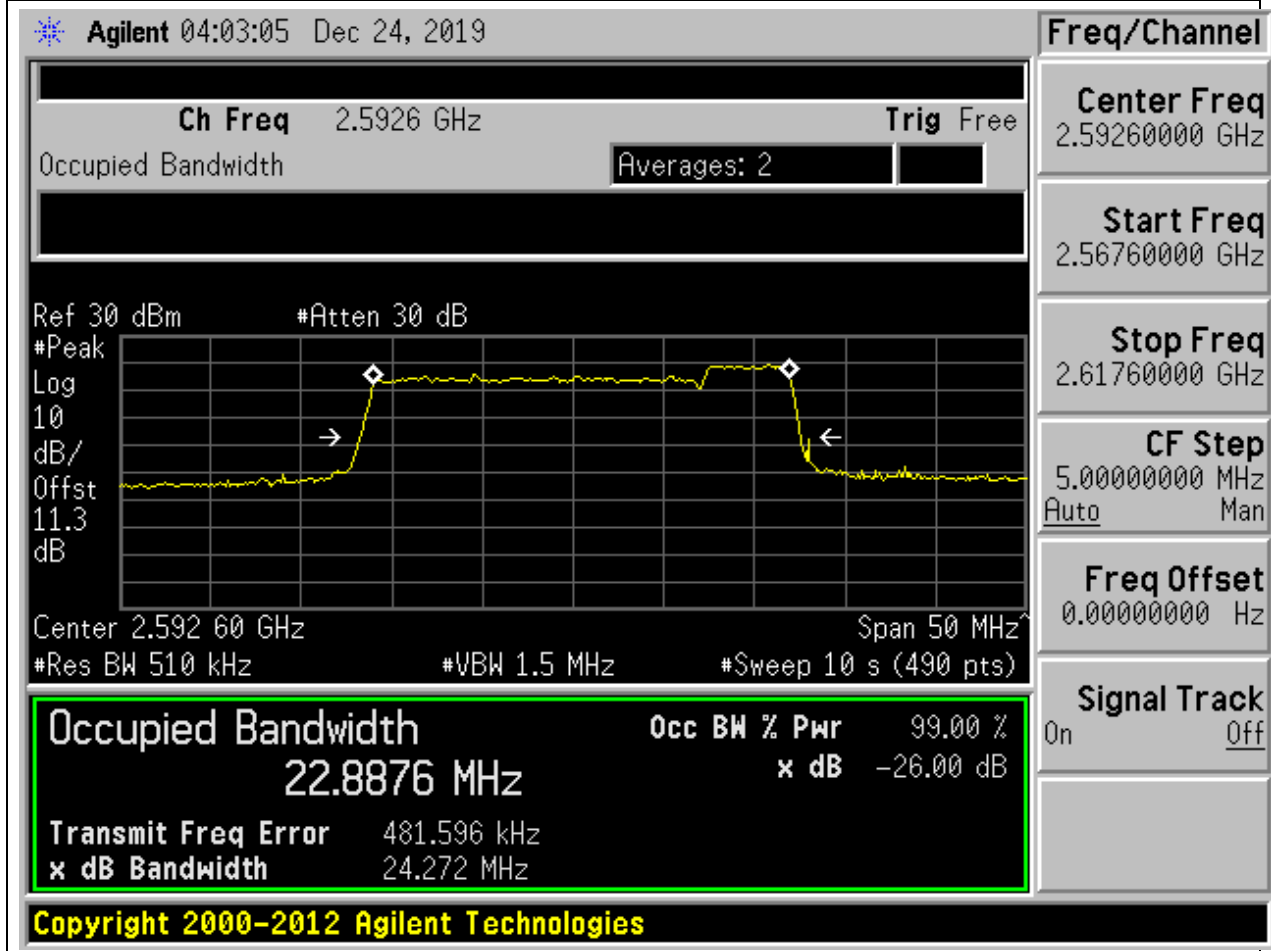 Agilent 04:03:05 Dec 24, 2019
Freq/Channel
Ch Freq 2.5926 GHz Trig Free
Occupied Bandwidth Averages: 2
Center Freq
2.59260000 GHz
Start Freq
2.56760000 GHz
Stop Freq
2.61760000 GHz
CF Step
5.00000000 MHz
Auto Man
Freq Offset
0.00000000 Hz
Signal Track
On Off
Ref 30 dBm #Atten 30 dB
#Peak
Log
10
dB/
Offst
11.3
dB
Center 2.592 60 GHz Span 50 MHz^
#Res BW 510 kHz #VBW 1.5 MHz #Sweep 10 s (490 pts)
Occupied Bandwidth Occ BW % Pwr 99.00 %
22.8876 MHz x dB -26.00 dB
Transmit Freq Error 481.596 kHz
x dB Bandwidth 24.272 MHz
Copyright 2000-2012 Agilent Technologies